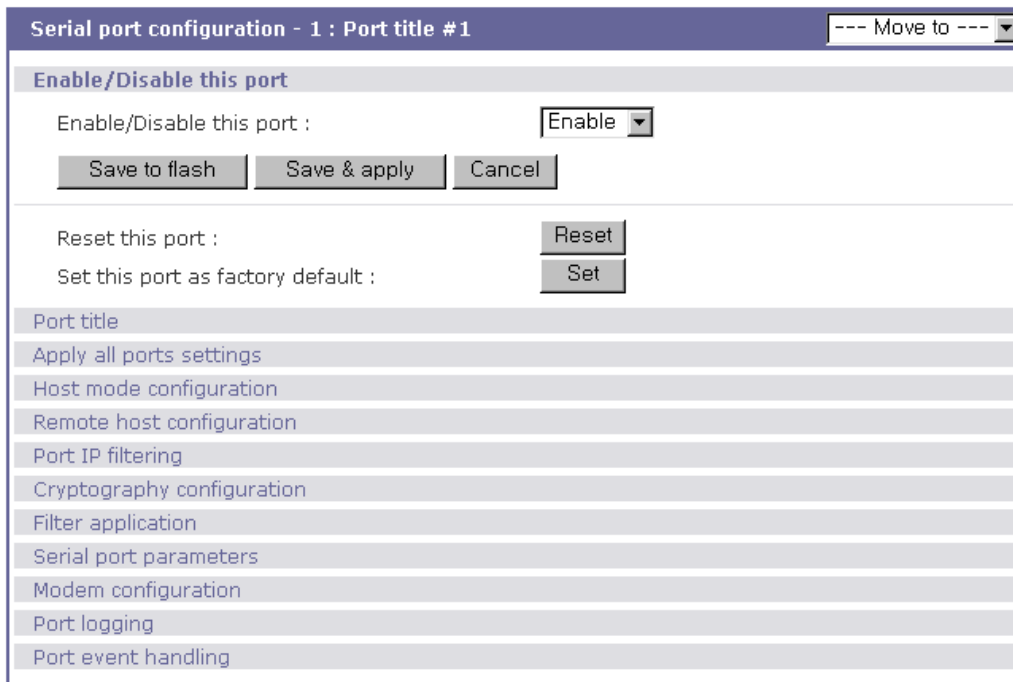 Serial port configuration - 1 : Port title #1 --- Move to ---
Enable/Disable this port
Enable/Disable this port : Enable
Save to flash Save & apply Cancel
Reset this port : Reset
Set this port as factory default : Set
Port title
Apply all ports settings
Host mode configuration
Remote host configuration
Port IP filtering
Cryptography configuration
Filter application
Serial port parameters
Modem configuration
Port logging
Port event handling